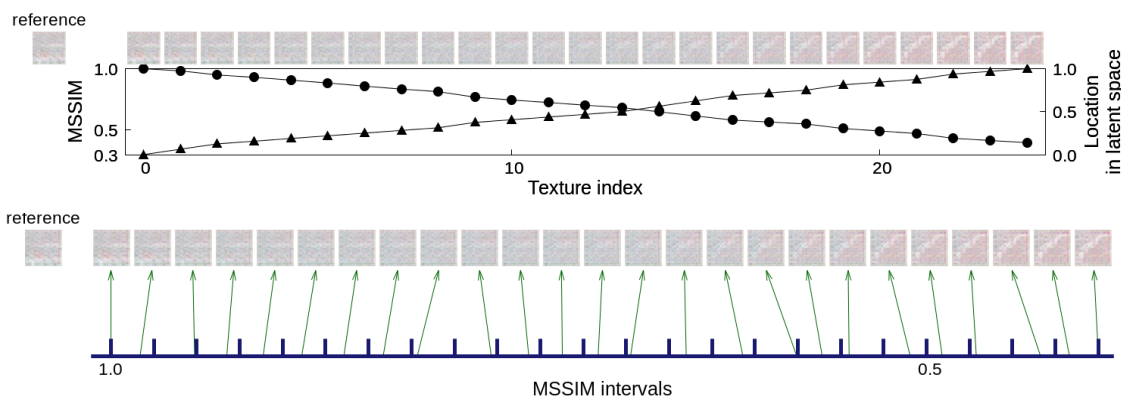 reference
1.0
0.5
0.3
MSSIM
1.0
0.5
0.0
Location
in latent space
0 10 20
Texture index
reference
1.0 0.5
MSSIM intervals